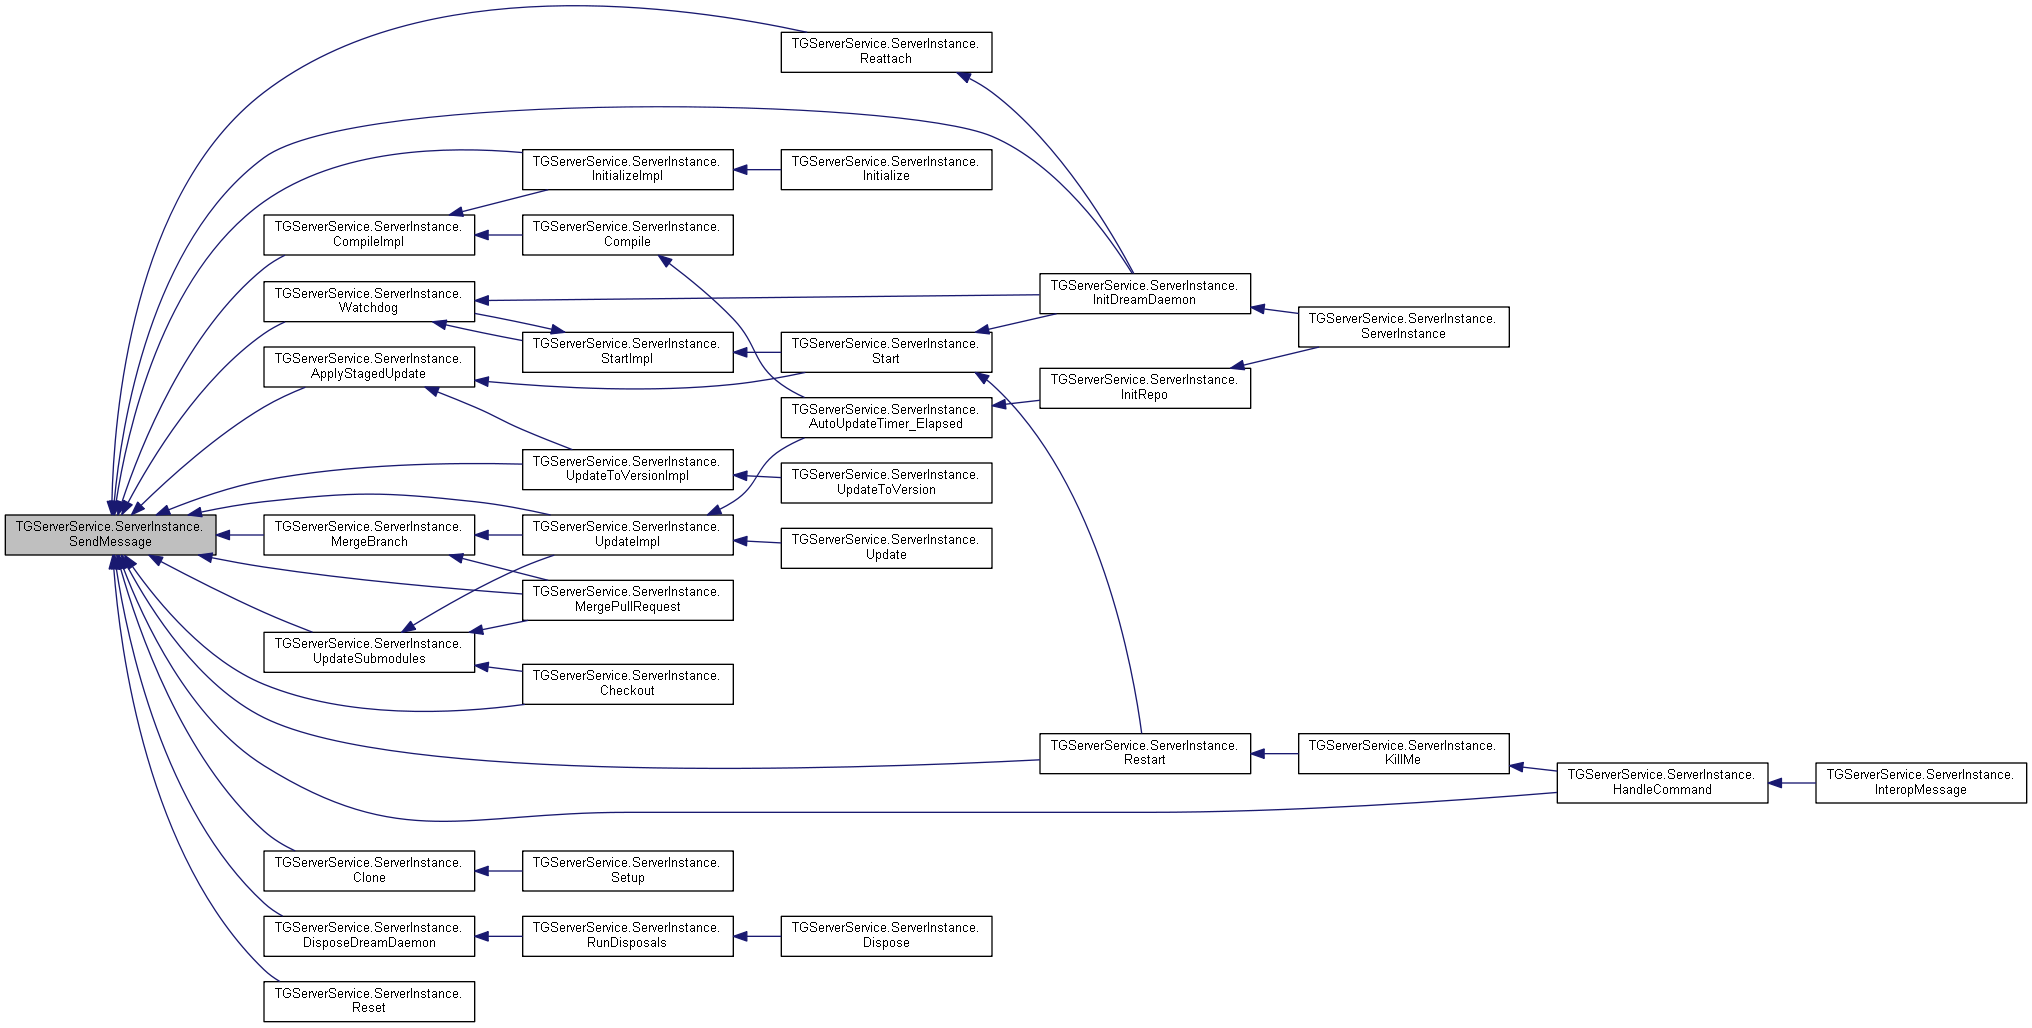 TGServerService.ServerInstance.
Reattach
TGServerService.ServerInstance.
InitializeImpl
TGServerService.ServerInstance.
Initialize
TGServerService.ServerInstance.
CompileImpl
TGServerService.ServerInstance.
Compile
TGServerService.ServerInstance.
Watchdog
TGServerService.ServerInstance.
InitDreamDaemon
TGServerService.ServerInstance.
ServerInstance
TGServerService.ServerInstance.
StartImpl
TGServerService.ServerInstance.
Start
TGServerService.ServerInstance.
ApplyStagedUpdate
TGServerService.ServerInstance.
InitRepo
TGServerService.ServerInstance.
AutoUpdateTimer_Elapsed
TGServerService.ServerInstance.
UpdateToVersionImpl
TGServerService.ServerInstance.
UpdateToVersion
TGServerService.ServerInstance.
SendMessage
TGServerService.ServerInstance.
MergeBranch
TGServerService.ServerInstance.
UpdateImpl
TGServerService.ServerInstance.
Update
TGServerService.ServerInstance.
MergePullRequest
TGServerService.ServerInstance.
UpdateSubmodules
TGServerService.ServerInstance.
Checkout
TGServerService.ServerInstance.
Restart
TGServerService.ServerInstance.
KillMe
TGServerService.ServerInstance.
HandleCommand
TGServerService.ServerInstance.
InteropMessage
TGServerService.ServerInstance.
Clone
TGServerService.ServerInstance.
Setup
TGServerService.ServerInstance.
DisposeDreamDaemon
TGServerService.ServerInstance.
RunDisposals
TGServerService.ServerInstance.
Dispose
TGServerService.ServerInstance.
Reset